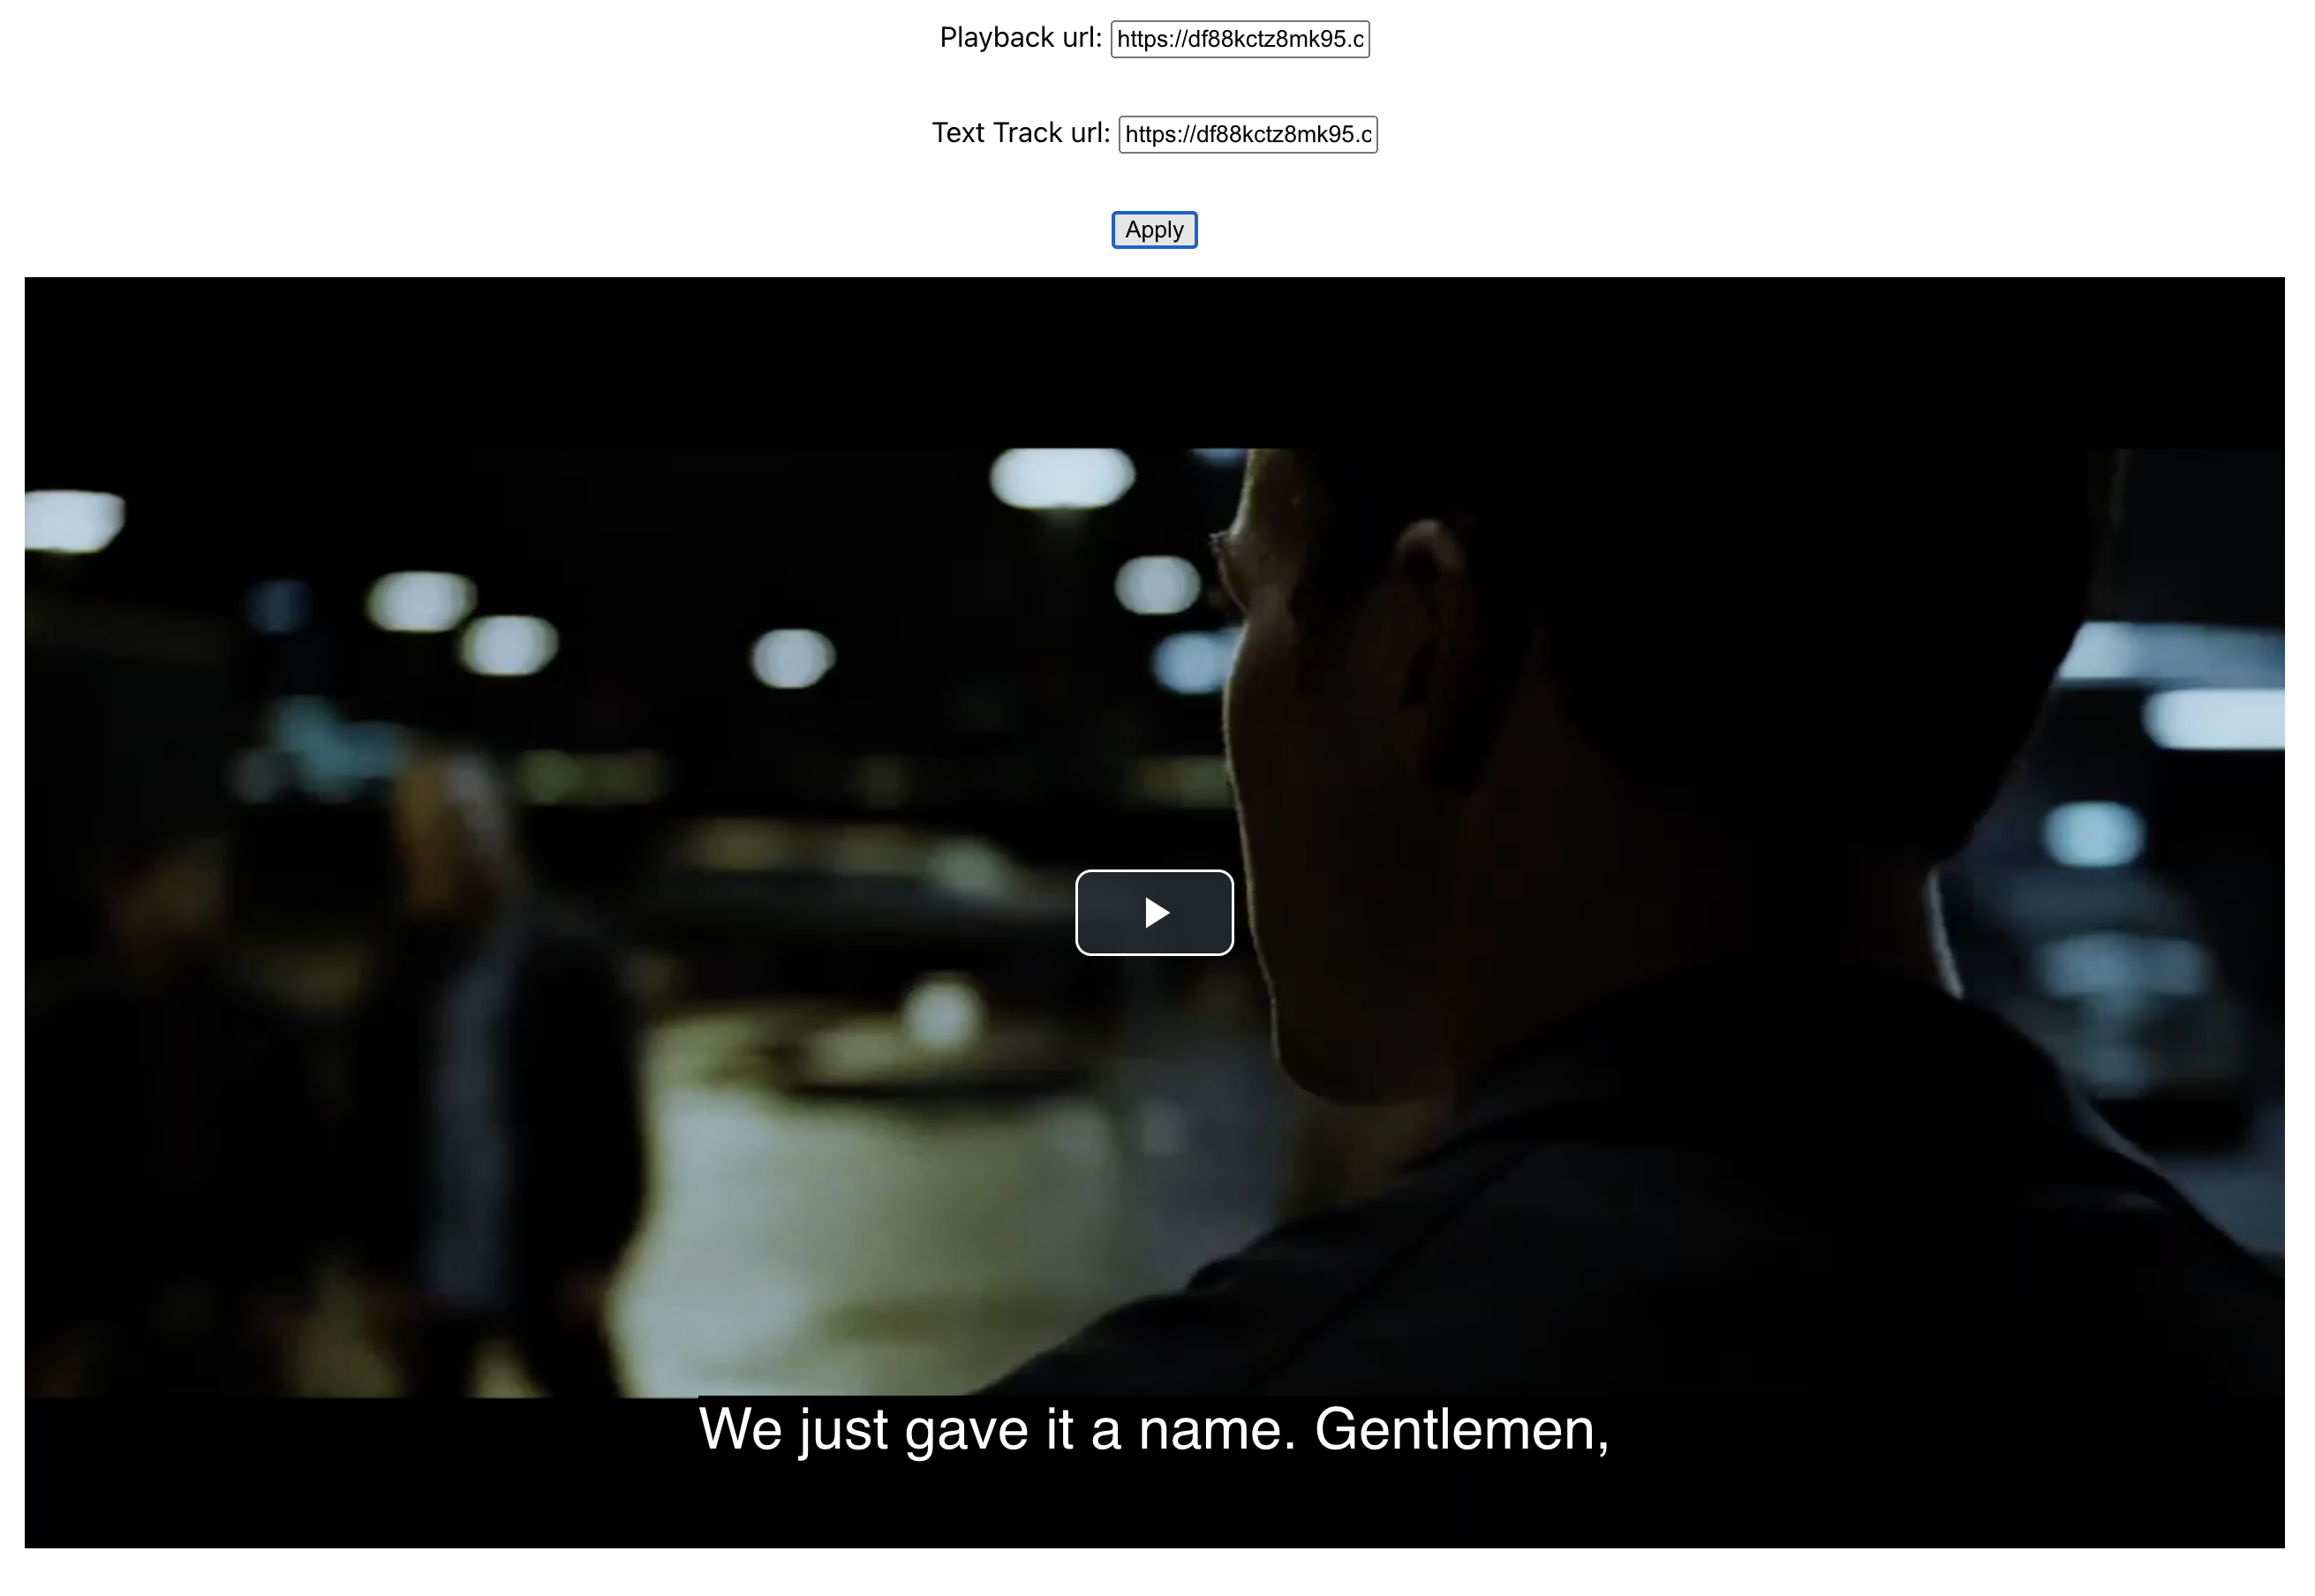 Playback url: https://df88kctz8mk95.c
Text Track url: https://df88kctz8mk95.c
Apply
We just gave it a name. Gentlemen,